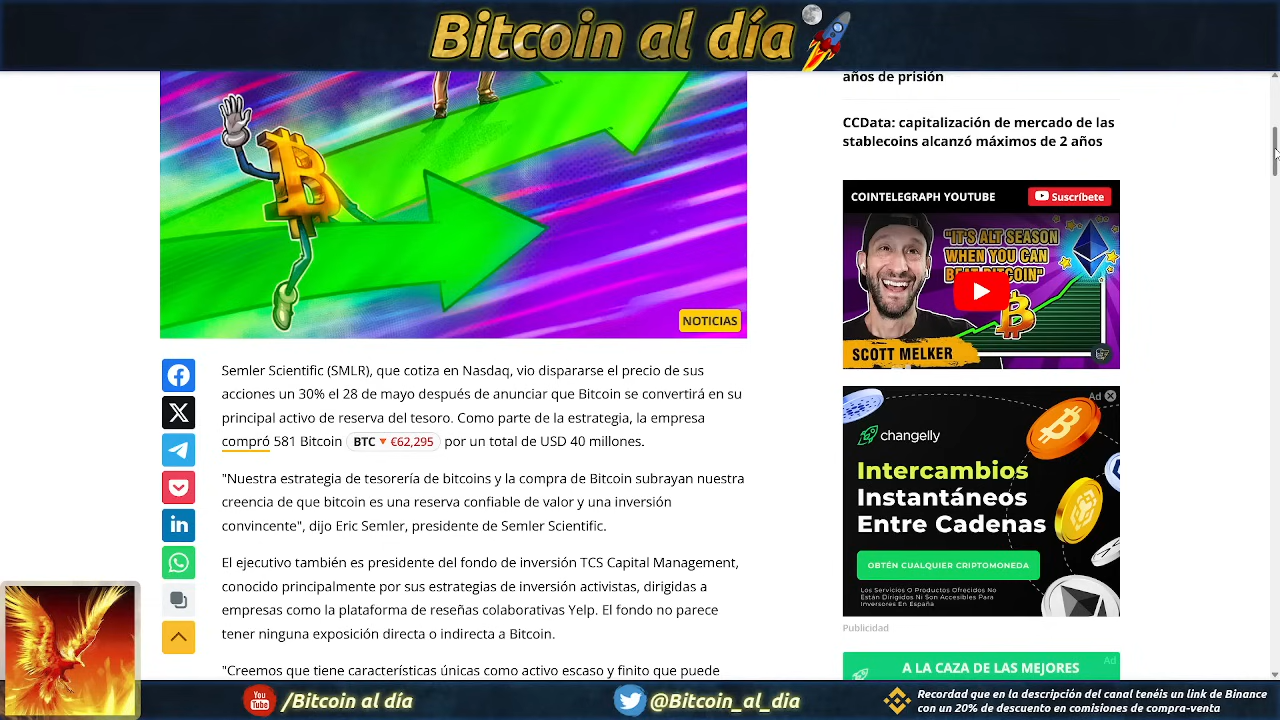 Bitcoin al día
años de prisión
CCData: capitalización de mercado de las
stablecoins alcanzó máximos de 2 años
COINTELEGRAPH YOUTUBE
Suscríbete
"IT'S ALT SEASON
WHEN YOU CAN
BEAT BITCOIN"
SCOTT MELKER
NOTICIAS
(SMLR), que cotiza en Nasdaq, vio dispararse el precio de sus
acciones un 30% el 28 de mayo después de anunciar que Bitcoin se convertirá en su
principal activo de reserva del tesoro. Como parte de la estrategia, la empresa
compró 581 Bitcoin BTC €62,295 por un total de USD 40 millones.
"Nuestra estrategia de tesorería de bitcoins y la compra de Bitcoin subrayan nuestra
creencia de que bitcoin es una reserva confiable de valor y una inversión
convincente", dijo Eric Semler, presidente de Semler Scientific.
El ejecutivo también es presidente del fondo de inversión TCS Capital Management,
principalmente por sus estrategias de inversión activistas, dirigidas a
como la plataforma de reseñas colaborativas Yelp. El fondo no parece
tener ninguna exposición directa o indirecta a Bitcoin.
"Creemos que tiene características únicas como activo escaso y finito que puede
Ad
changelly
Intercambios
Instantáneos
Entre Cadenas
OBTÉN CUALQUIER CRIPTOMONEDA
Los Servicios O Productos Ofrecidos No
Están Dirigidos Ni Son Accesibles Para
Inversores En España
Publicidad
Ad
A LA CAZA DE LAS MEJORES
You Tube
/Bitcoin al día
@Bitcoin_al_dia
Recordad que en la descripción del canal tenéis un link de Binance
con un 20% de descuento en comisiones de compra-venta